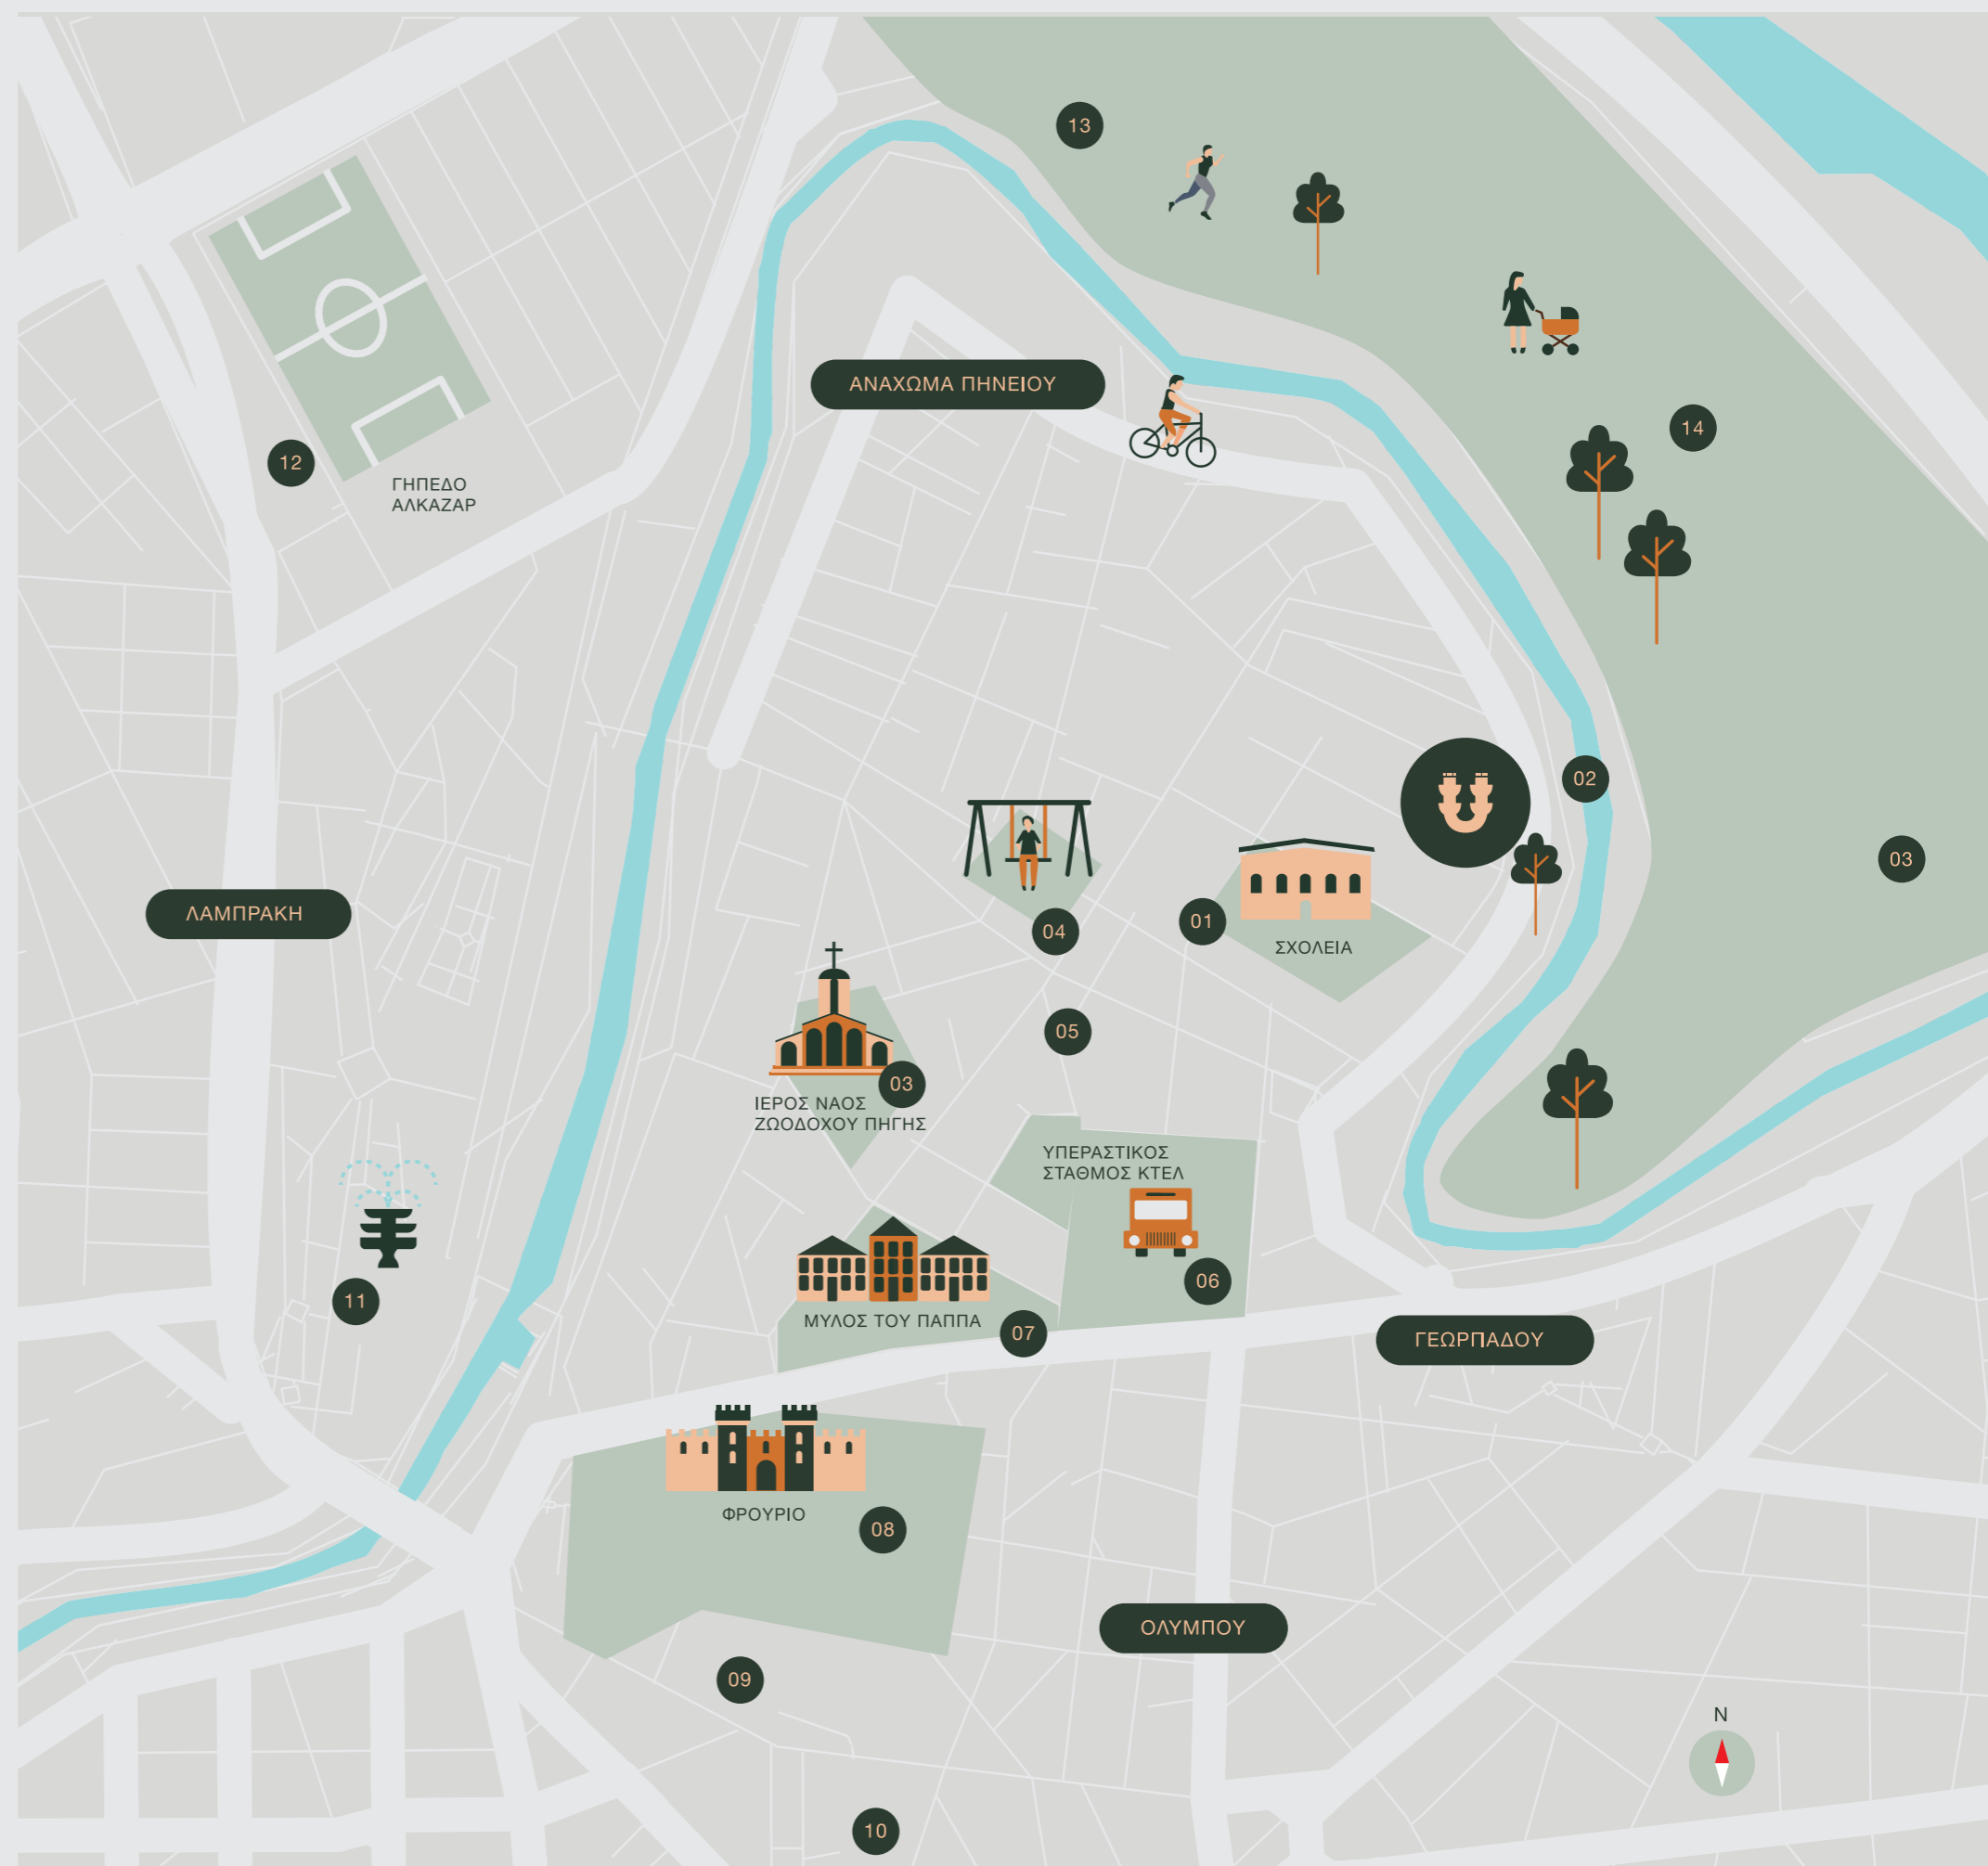 13
ΑΝΑΧΩΜΑ ΠΗΝΕΙΟΥ
14
12
ΓΗΠΕΔΟ
ΑΛΚΑΖΑΡ
02
03
ΛΑΜΠΡΑΚΗ
04
01
ΣΧΟΛΕΙΑ
05
03
ΙΕΡΟΣ ΝΑΟΣ
ΖΩΟΔΟΧΟΥ ΠΗΓΗΣ
ΥΠΕΡΑΣΤΙΚΟΣ
ΣΤΑΘΜΟΣ ΚΤΕΛ
06
11
ΜΥΛΟΣ ΤΟΥ ΠΑΠΠΑ
07
ΓΕΩΡΠΑΔΟΥ
ΦΡΟΥΡΙΟ
08
ΟΛΥΜΠΟΥ
09
N
10